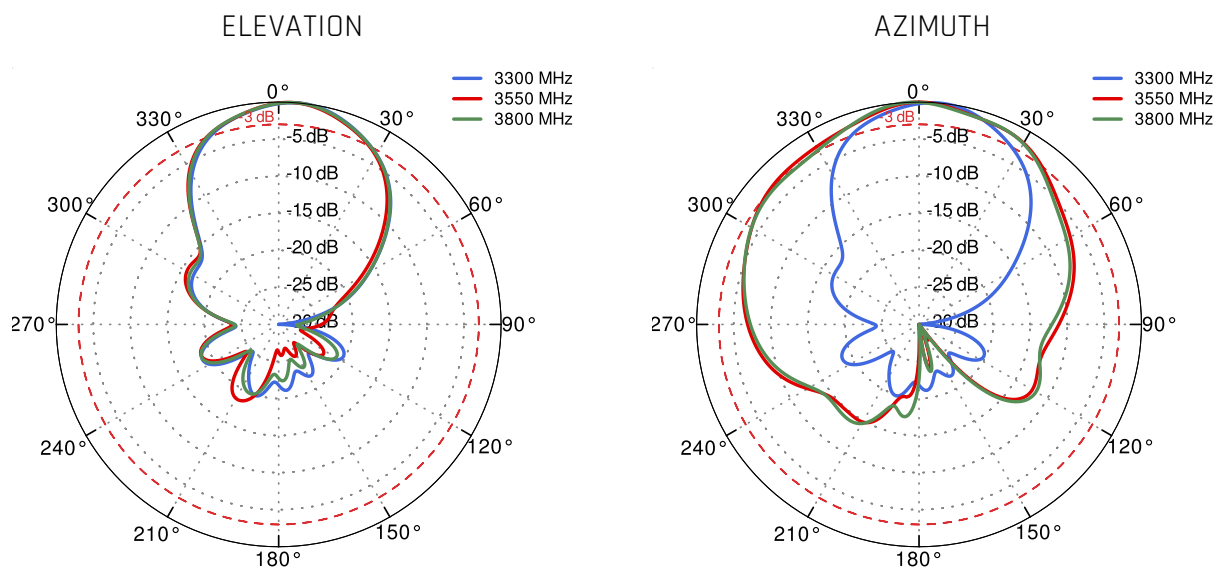 ELEVATION
3300 MHz
3550 MHz
3800 MHz
0°
330°
30°
-3 dB
-5 dB
-10 dB
300°
60°
-15 dB
-20 dB
-25 dB
270°
-30 dB
90°
240°
120°
210°
150°
180°
AZIMUTH
3300 MHz
3550 MHz
3800 MHz
0°
330°
30°
-3 dB
-5 dB
-10 dB
300°
60°
-15 dB
-20 dB
-25 dB
270°
-30 dB
90°
240°
120°
210°
150°
180°